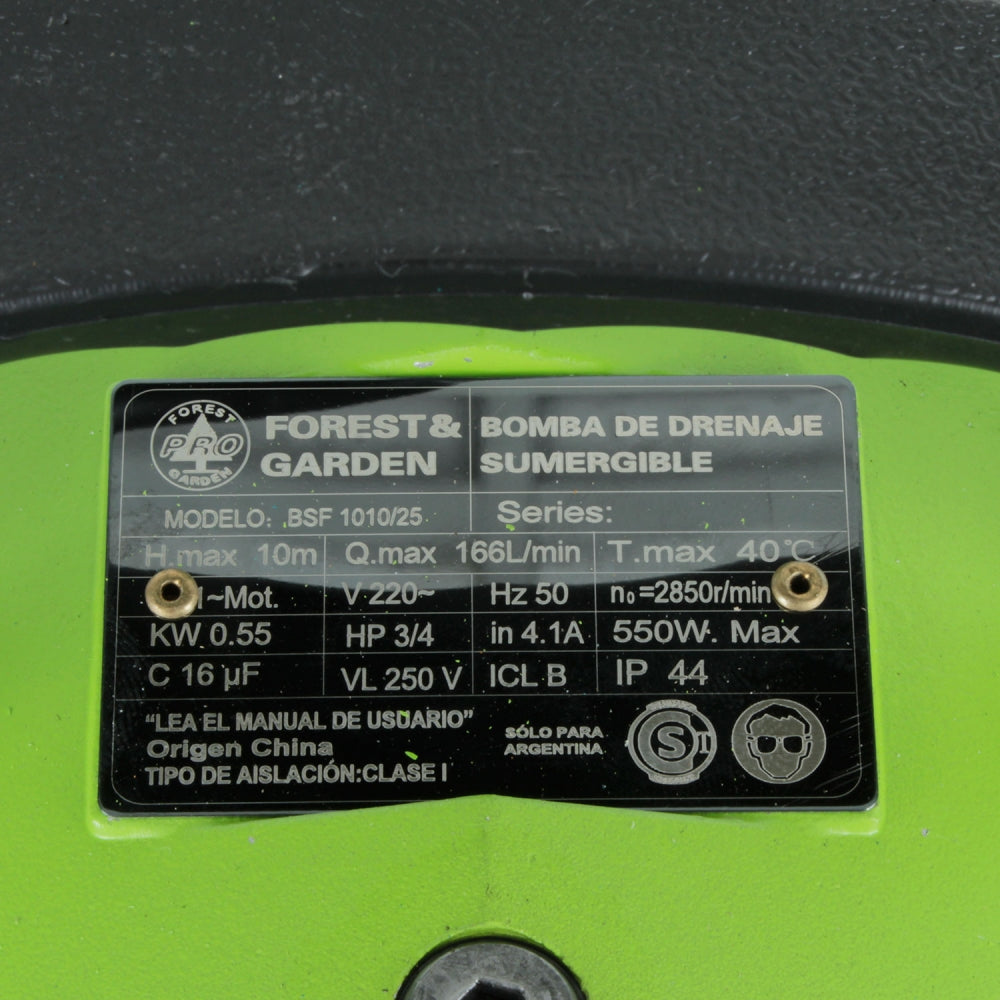 FOREST
PRO
GARDEN
FOREST&
GARDEN
BOMBA DE DRENAJE
SUMERGIBLE
MODELO: BSF 1010/25
Series:
H.max 10m
Q.max 166L/min
T.max 40°C
1~Mot.
V 220~
Hz 50
n₀=2850r/min
KW 0.55
HP 3/4
in 4.1A
550W. Max
C 16 µF
VL 250 V
ICL B
IP 44
"LEA EL MANUAL DE USUARIO"
Origen China
TIPO DE AISLACIÓN:CLASE I
SÓLO PARA
ARGENTINA
S